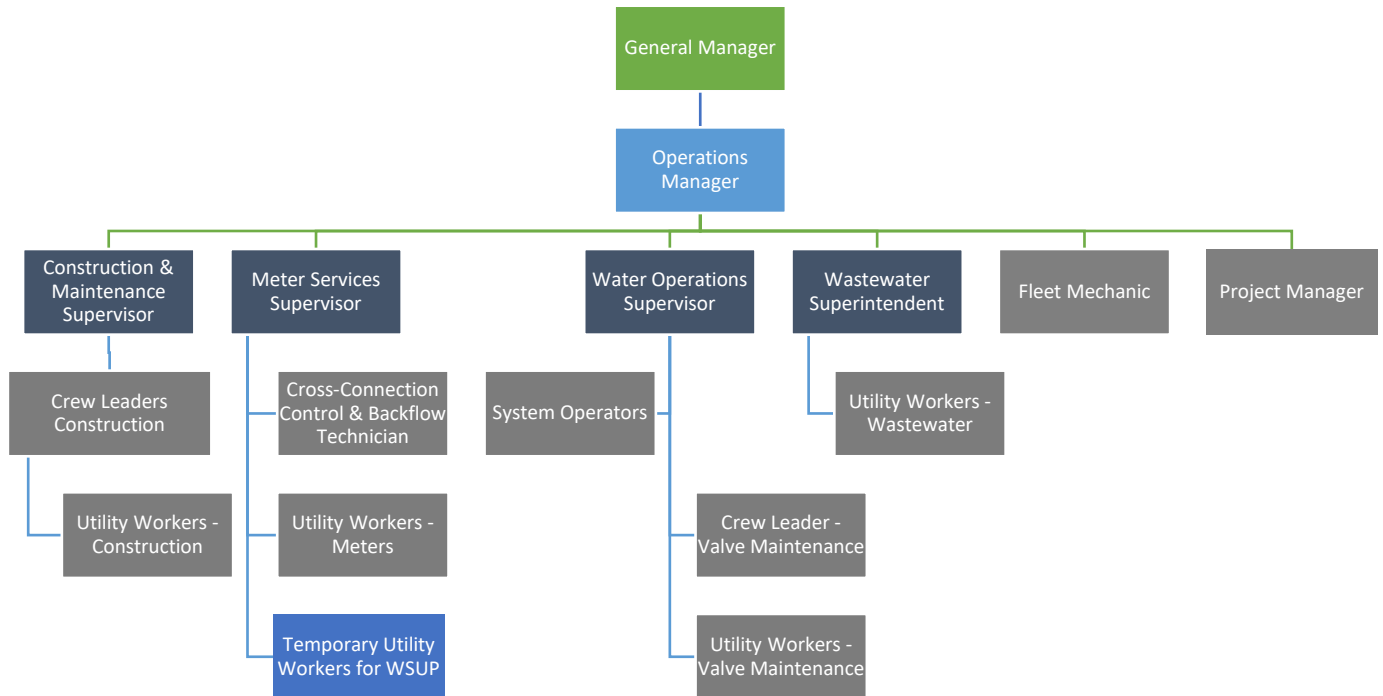 General Manager
Operations
Manager
Construction &
Maintenance
Supervisor
Meter Services
Supervisor
Water Operations
Supervisor
Wastewater
Superintendent
Fleet Mechanic
Project Manager
Crew Leaders
Construction
Cross-Connection
Control & Backflow
Technician
System Operators
Utility Workers -
Wastewater
Utility Workers -
Construction
Utility Workers -
Meters
Crew Leader -
Valve Maintenance
Temporary Utility
Workers for WSUP
Utility Workers -
Valve Maintenance